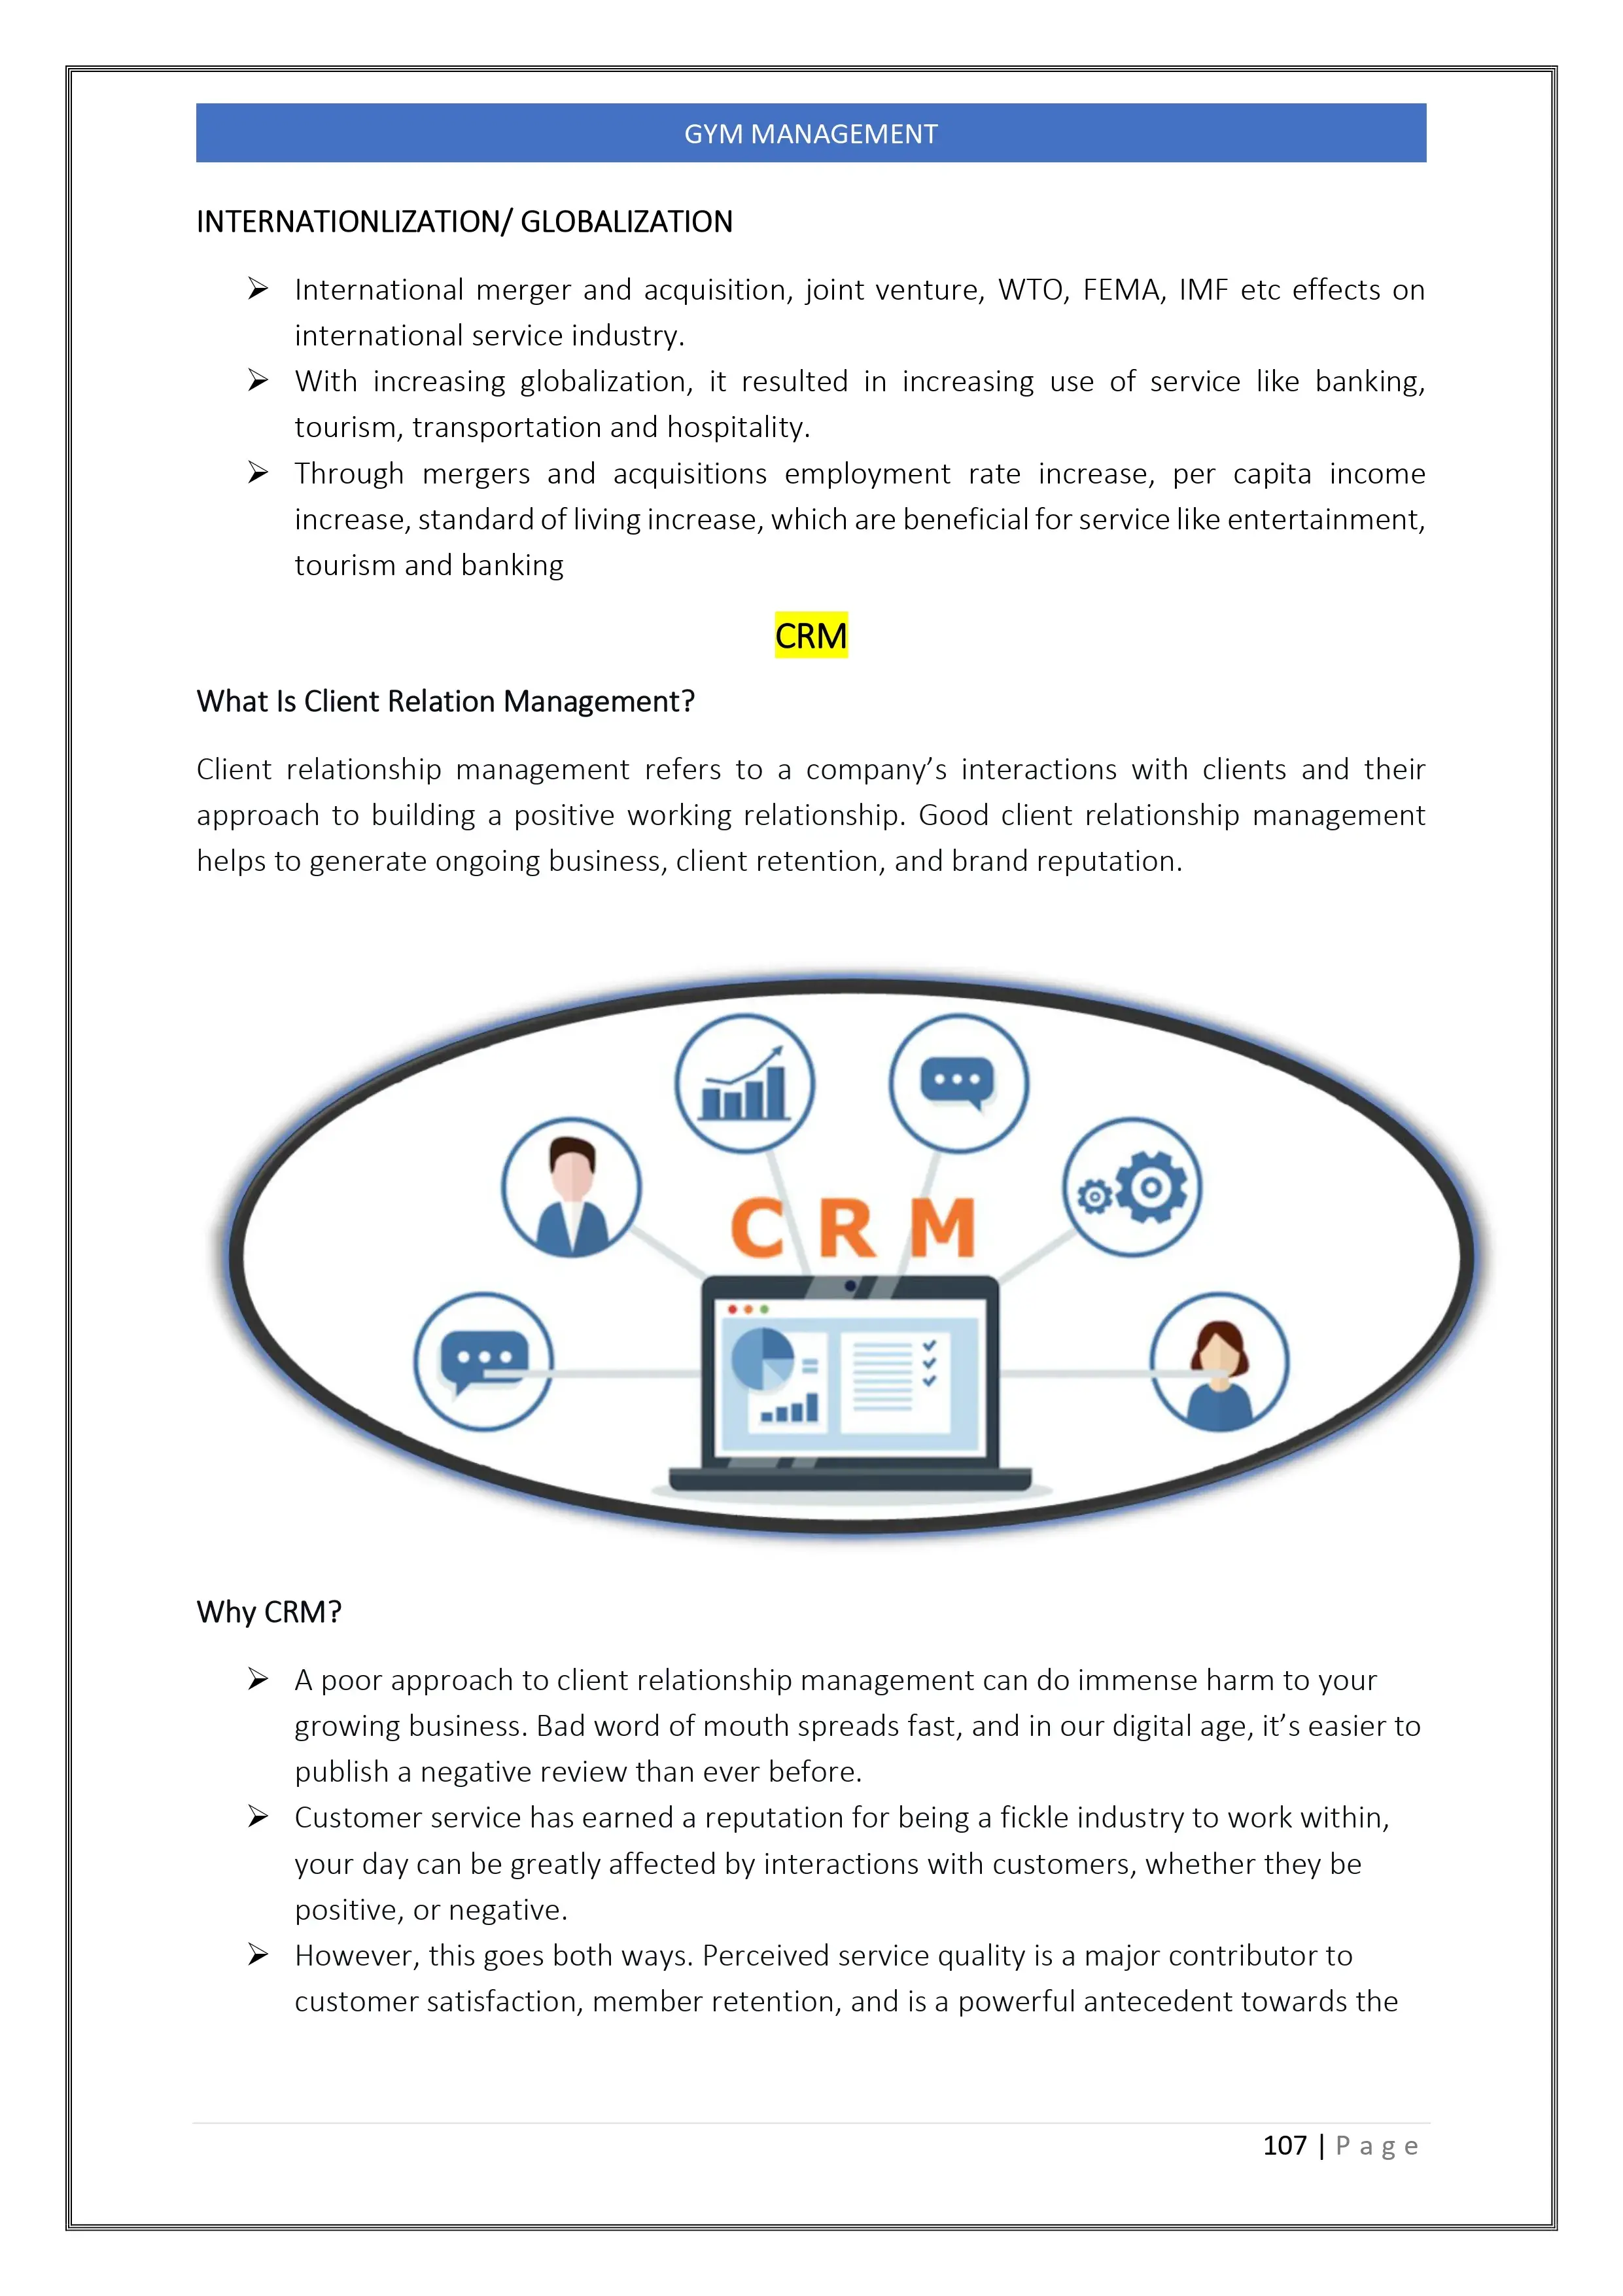 GYM MANAGEMENT
INTERNATIONLIZATION/ GLOBALIZATION
➢ International merger and acquisition, joint venture, WTO, FEMA, IMF etc effects on
international service industry.
➢ With increasing globalization, it resulted in increasing use of service like banking,
tourism, transportation and hospitality.
➢ Through mergers and acquisitions employment rate increase, per capita income
increase, standard of living increase, which are beneficial for service like entertainment,
tourism and banking
CRM
What Is Client Relation Management?
Client relationship management refers to a company’s interactions with clients and their
approach to building a positive working relationship. Good client relationship management
helps to generate ongoing business, client retention, and brand reputation.
CRM
Why CRM?
➢ A poor approach to client relationship management can do immense harm to your
growing business. Bad word of mouth spreads fast, and in our digital age, it’s easier to
publish a negative review than ever before.
➢ Customer service has earned a reputation for being a fickle industry to work within,
your day can be greatly affected by interactions with customers, whether they be
positive, or negative.
➢ However, this goes both ways. Perceived service quality is a major contributor to
customer satisfaction, member retention, and is a powerful antecedent towards the
107 | Page